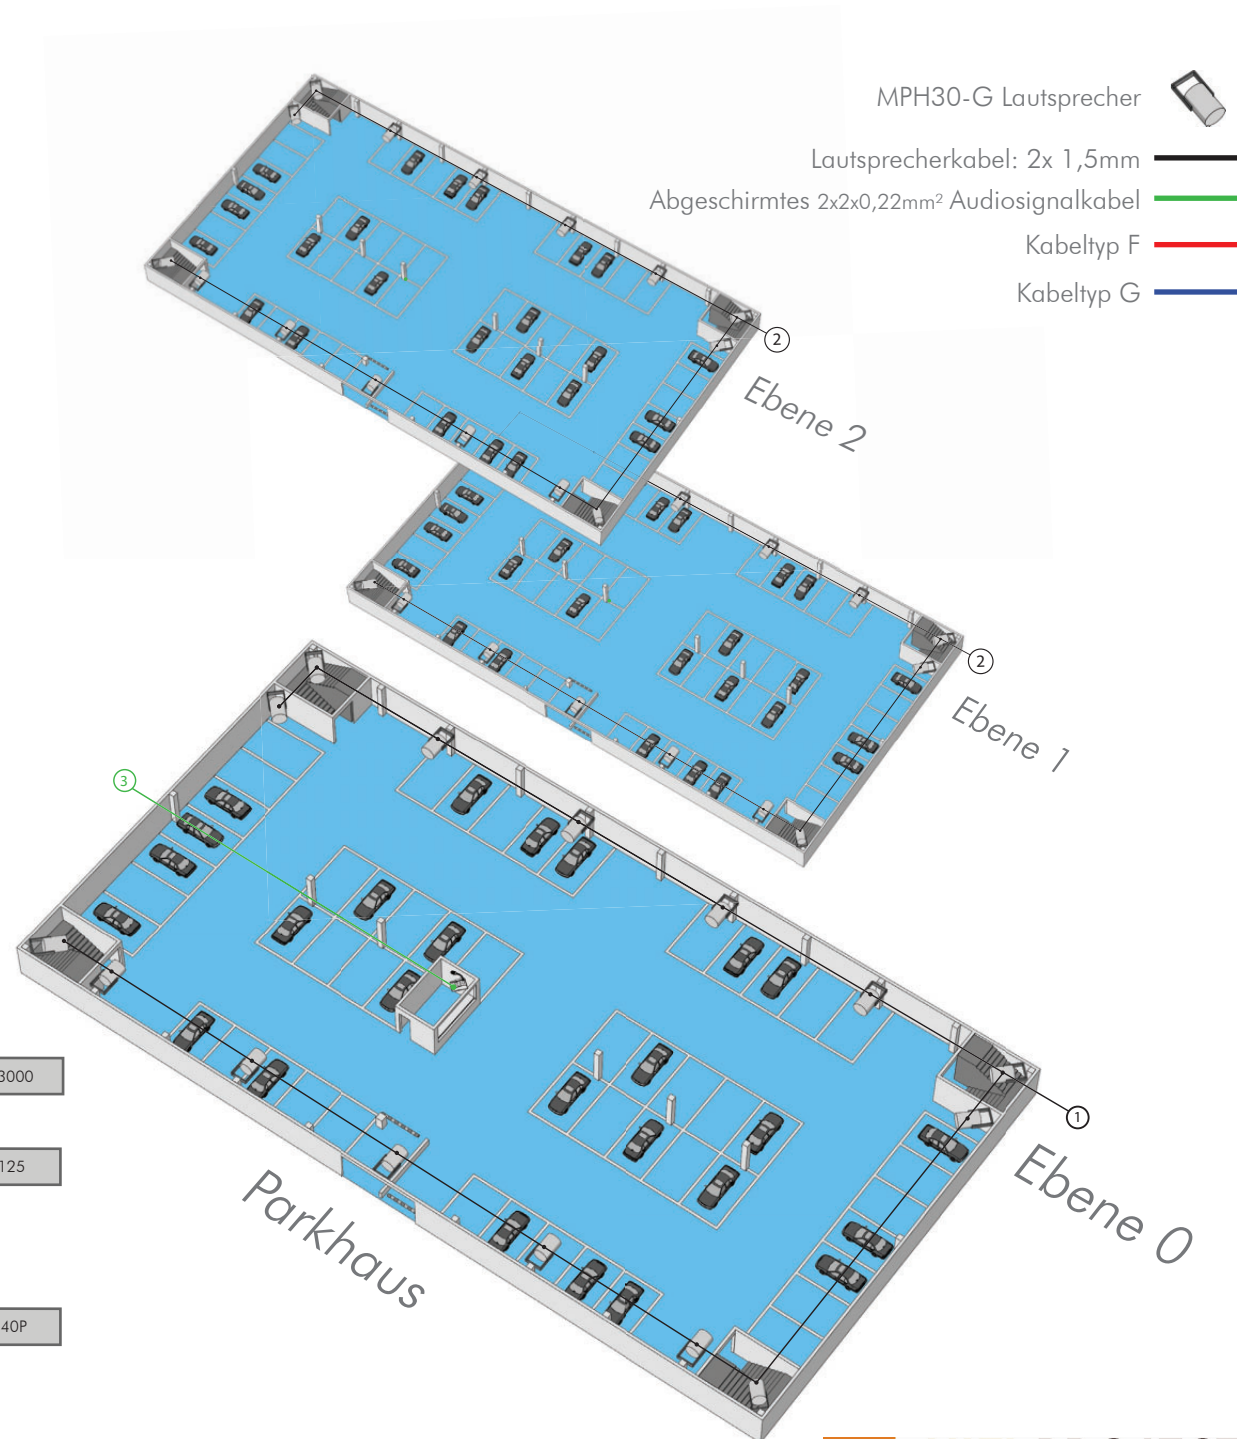 MPH30-G Lautsprecher
Lautsprecherkabel: 2x 1,5mm
Abgeschirmtes 2x2x0,22mm² Audiosignalkabel
Kabeltyp F
Kabeltyp G
2
Ebene 2
2
Ebene 1
3
1
Ebene 0
Parkhaus
3000
125
40P